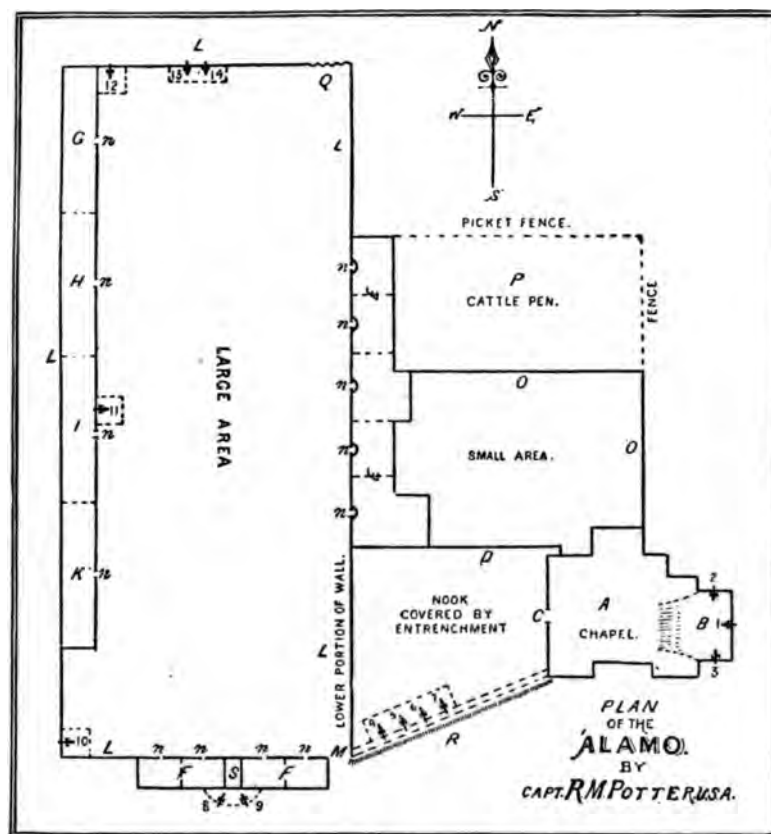 N
W E
S
L
12
13 14
Q
G n
L
PICKET FENCE.
n
P
CATTLE PEN.
FENCE
H n
n
L
LARGE AREA
n
O
11
I n
SMALL AREA.
O
n
n
K n
LOWER PORTION OF WALL.
NOOK
COVERED BY
ENTRENCHMENT
C
A
CHAPEL.
2
B 1
3
L
R
M
10
L
n n n n
F S F
8 9
PLAN
OF THE
ALAMO.
BY
CAPT. R.M. POTTER, U.S.A.